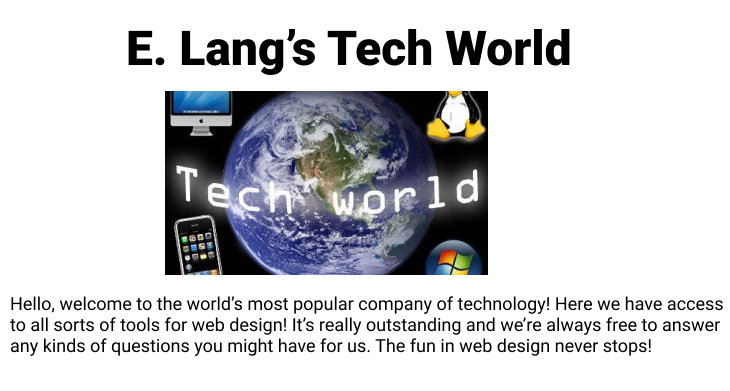 E. Lang’s Tech World
Tech world
Hello, welcome to the world’s most popular company of technology! Here we have access
to all sorts of tools for web design! It’s really outstanding and we’re always free to answer
any kinds of questions you might have for us. The fun in web design never stops!